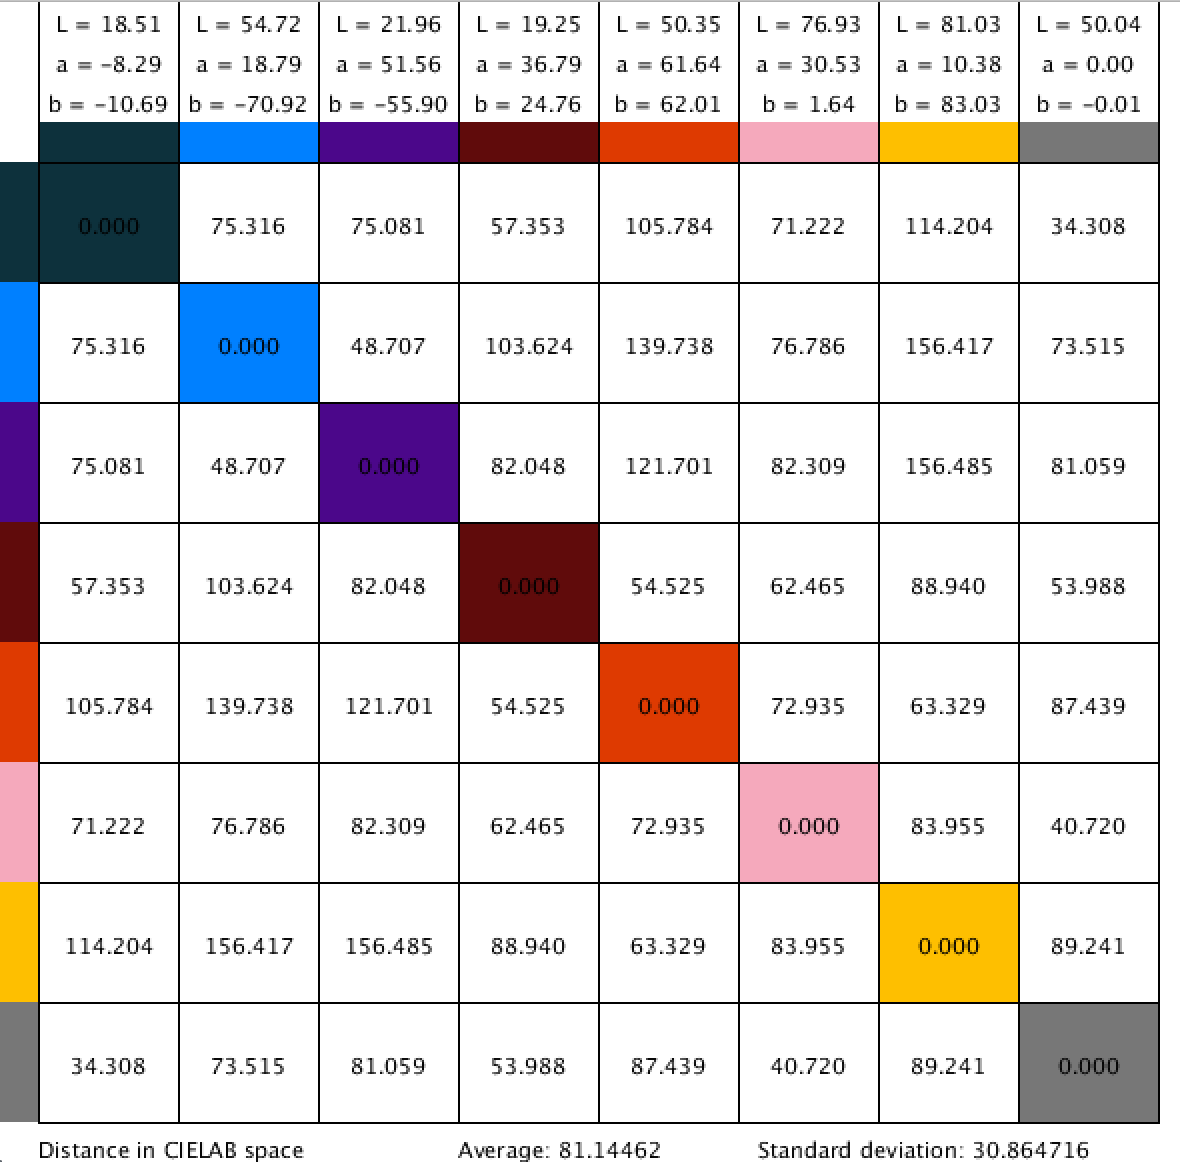 L = 18.51 L = 54.72 L = 21.96 L = 19.25 L = 50.35 L = 76.93 L = 81.03 L = 50.04
a = -8.29 a = 18.79 a = 51.56 a = 36.79 a = 61.64 a = 30.53 a = 10.38 a = 0.00
b = -10.69 b = -70.92 b = -55.90 b = 24.76 b = 62.01 b = 1.64 b = 83.03 b = -0.01
0.000 75.316 75.081 57.353 105.784 71.222 114.204 34.308
75.316 0.000 48.707 103.624 139.738 76.786 156.417 73.515
75.081 48.707 0.000 82.048 121.701 82.309 156.485 81.059
57.353 103.624 82.048 0.000 54.525 62.465 88.940 53.988
105.784 139.738 121.701 54.525 0.000 72.935 63.329 87.439
71.222 76.786 82.309 62.465 72.935 0.000 83.955 40.720
114.204 156.417 156.485 88.940 63.329 83.955 0.000 89.241
34.308 73.515 81.059 53.988 87.439 40.720 89.241 0.000
Distance in CIELAB space Average: 81.14462 Standard deviation: 30.864716